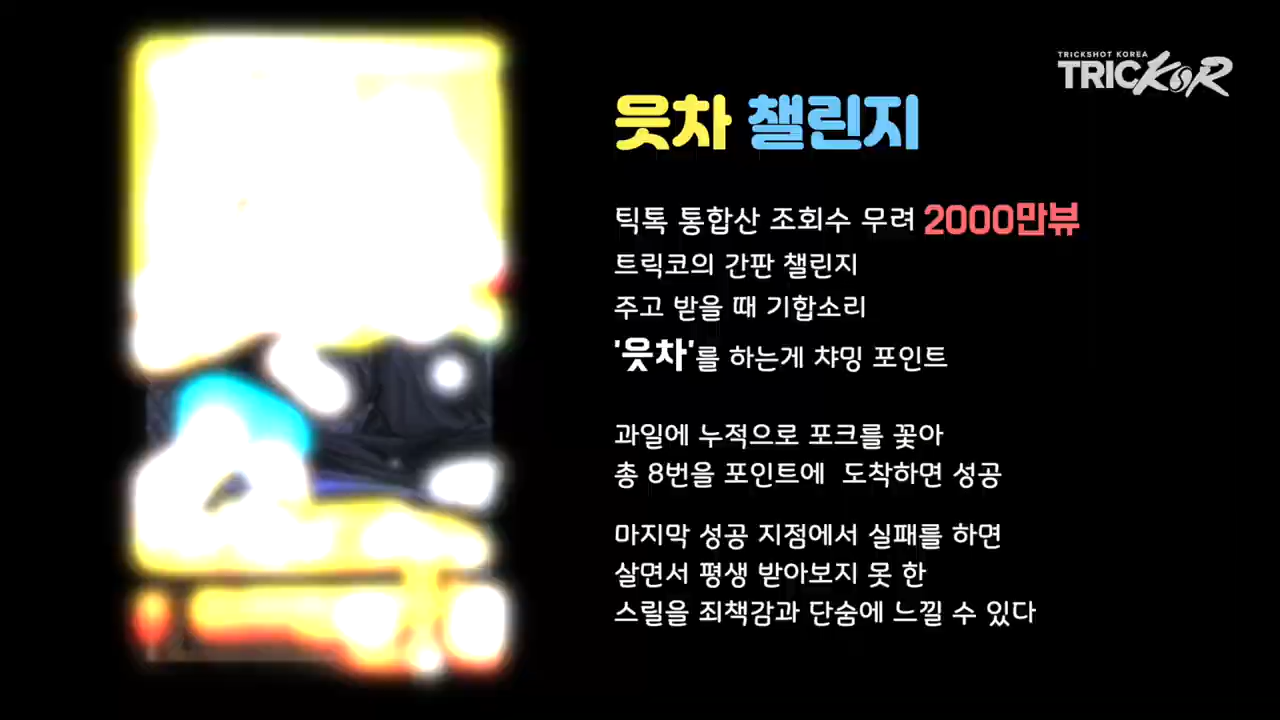 TRICKSHOT KOREA
TRICKOR
읏차 챌린지
틱톡 통합산 조회수 무려 2000만뷰
트릭코의 간판 챌린지
주고 받을 때 기합소리
'읏차'를 하는게 챠밍 포인트
과일에 누적으로 포크를 꽃아
총 8번을 포인트에 도착하면 성공
마지막 성공 지점에서 실패를 하면
살면서 평생 받아보지 못 한
스릴을 죄책감과 단숨에 느낄 수 있다